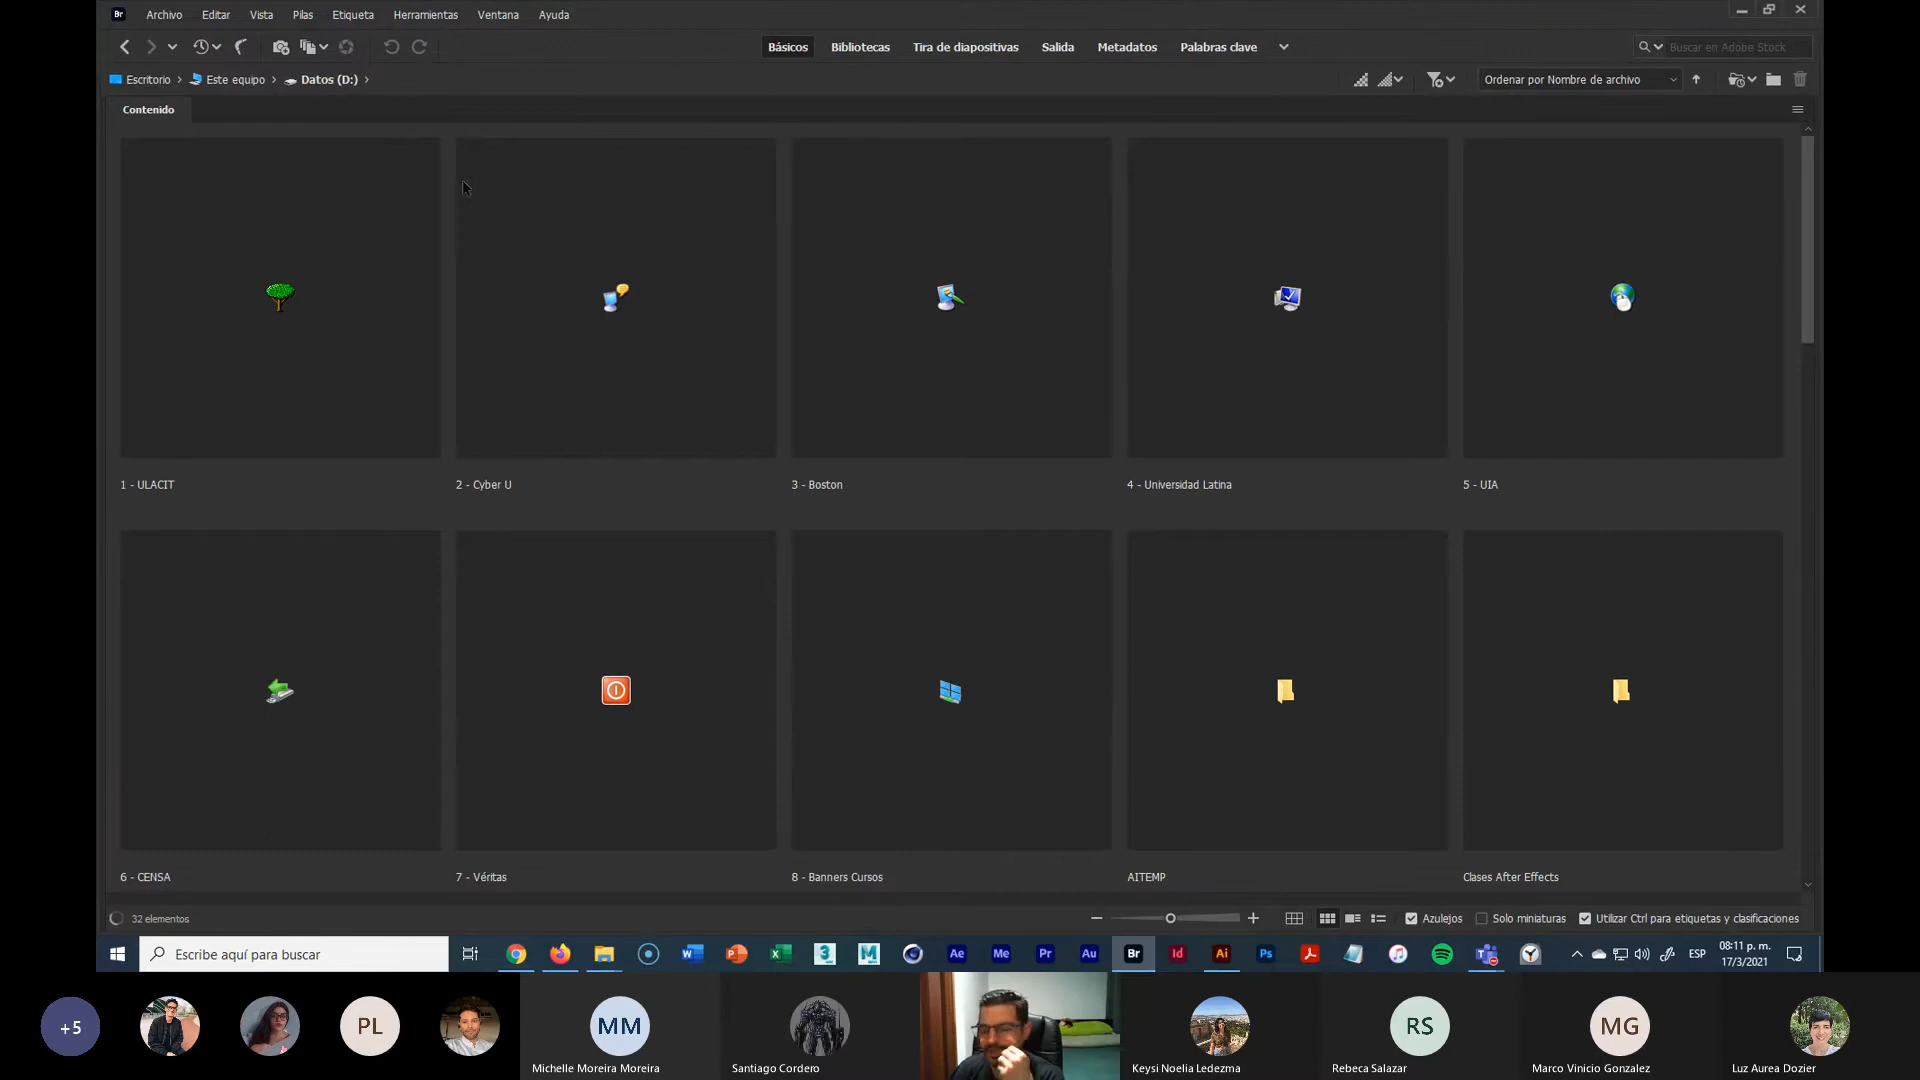 Br Archivo Editar Vista Pilas Etiqueta Herramientas Ventana Ayuda
Básicos Bibliotecas Tira de diapositivas Salida Metadatos Palabras clave Buscar en Adobe Stock
Escritorio Este equipo Datos (D:) Ordenar por Nombre de archivo
Contenido
1 - ULACIT 2 - Cyber U 3 - Boston 4 - Universidad Latina 5 - UIA
6 - CENSA 7 - Véritas 8 - Banners Cursos AITEMP Clases After Effects
32 elementos Azulejos Solo miniaturas Utilizar Ctrl para etiquetas y clasificaciones
Escribe aquí para buscar 3 M Ae Me Pr Au Br Id Ai Ps ESP 08:11 p. m.
17/3/2021
+5 PL MM RS MG
Michelle Moreira Moreira Santiago Cordero Keysi Noelia Ledezma Rebeca Salazar Marco Vinicio Gonzalez Luz Aurea Dozier